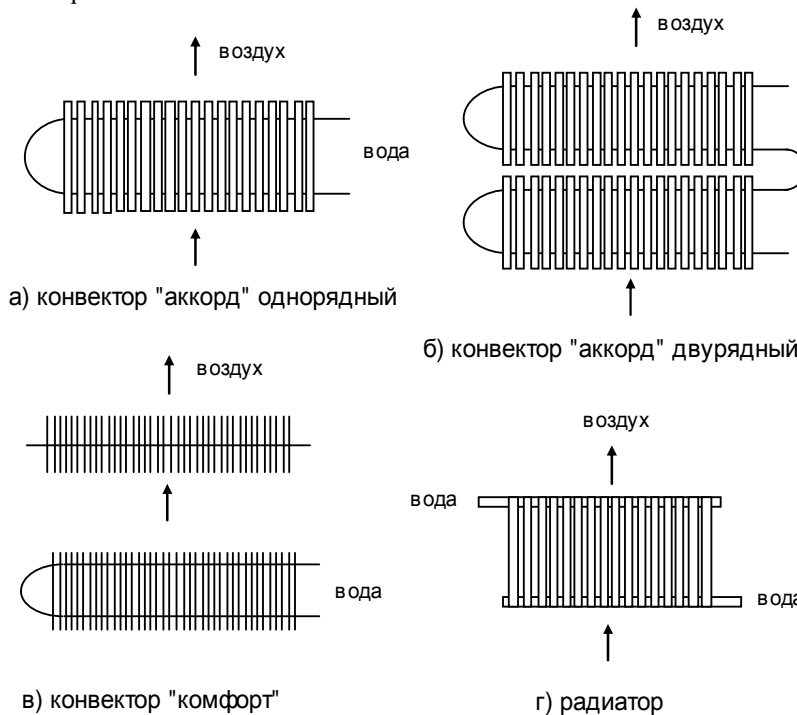 воздух
вода
а) конвектор "аккорд" однорядный
воздух
б) конвектор "аккорд" двурядный
воздух
вода
в) конвектор "комфорт"
воздух
вода
вода
г) радиатор